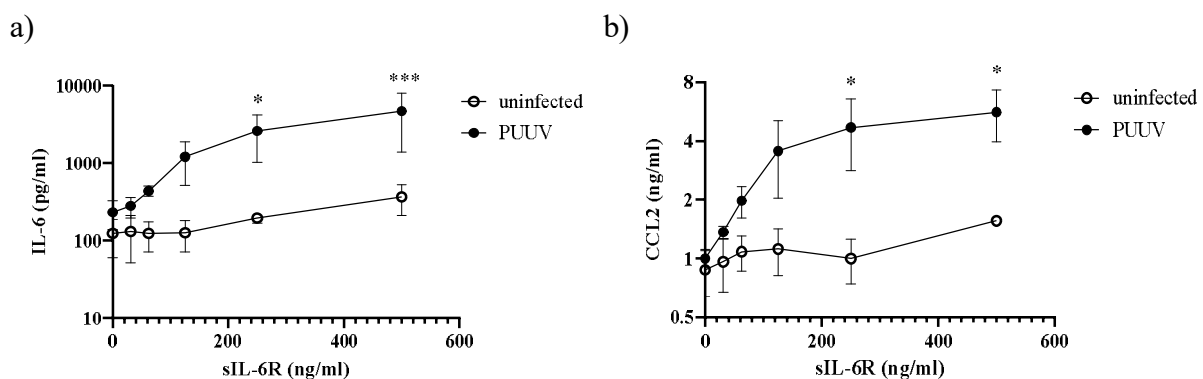 a)
IL-6 (pg/ml)
10000
1000
100
10
*
***
uninfected
PUUV
0
200
400
600
sIL-6R (ng/ml)
b)
CCL2 (ng/ml)
8
4
2
1
0.5
*
*
uninfected
PUUV
0
200
400
600
sIL-6R (ng/ml)